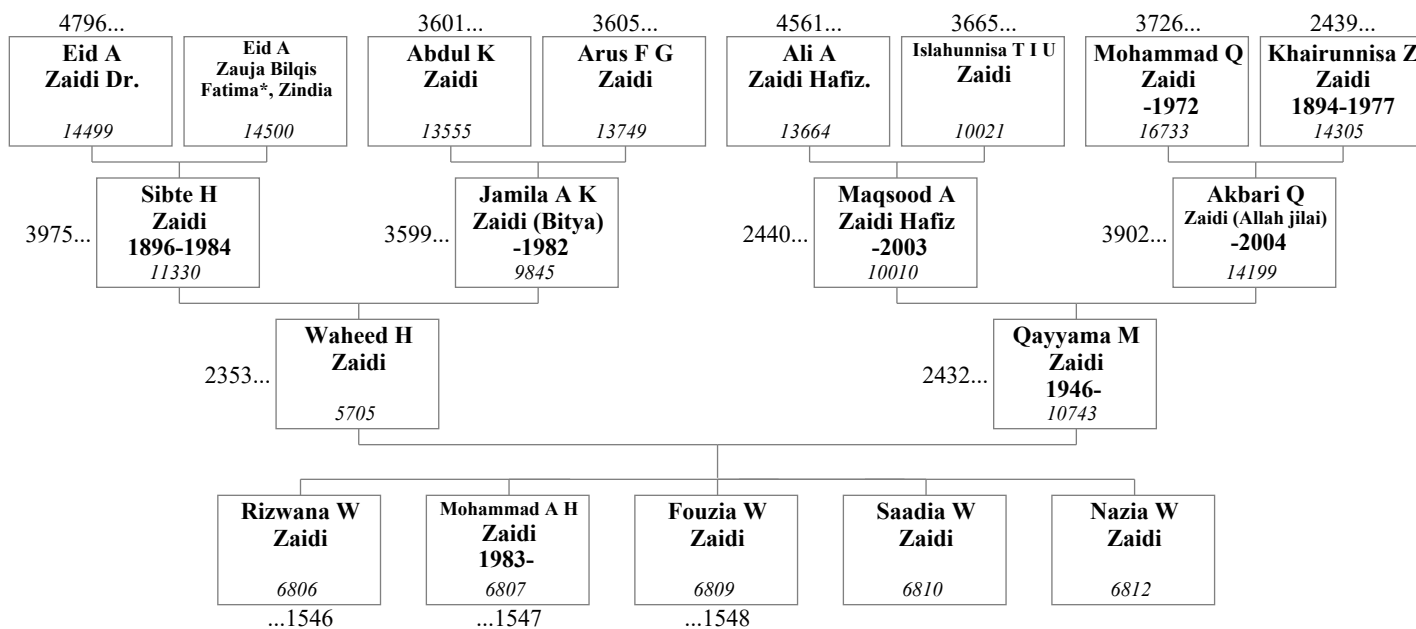 4796...
3601...
3605...
4561...
3665...
3726...
2439...
Eid A
Zaidi Dr.
14499
Eid A
Zauja Bilqis
Fatima*, Zindia
14500
Abdul K
Zaidi
13555
Arus F G
Zaidi
13749
Ali A
Zaidi Hafiz.
13664
Islahunnisa T I U
Zaidi
10021
Mohammad Q
Zaidi
-1972
16733
Khairunnisa Z
Zaidi
1894-1977
14305
3975...
Sibte H
Zaidi
1896-1984
11330
3599...
Jamila A K
Zaidi (Bitya)
-1982
9845
2440...
Maqsood A
Zaidi Hafiz
-2003
10010
3902...
Akbari Q
Zaidi (Allah jilai)
-2004
14199
2353...
Waheed H
Zaidi
5705
2432...
Qayyama M
Zaidi
1946-
10743
Rizwana W
Zaidi
6806
...1546
Mohammad A H
Zaidi
1983-
6807
...1547
Fouzia W
Zaidi
6809
...1548
Saadia W
Zaidi
6810
Nazia W
Zaidi
6812